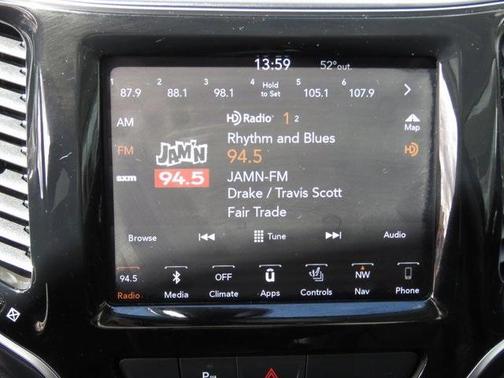 13:59 52°out.
1 2 3 4 5 6
87.9 88.1 98.1 Hold to Set 105.1 107.9
AM HD Radio 1 2 Map
Rhythm and Blues
FM JAM'N 94.5 HD
sxm 94.5 JAMN-FM
Drake / Travis Scott
Fair Trade
Browse Tune Audio
94.5 OFF ū NW
Radio Media Climate Apps Controls Nav Phone
P